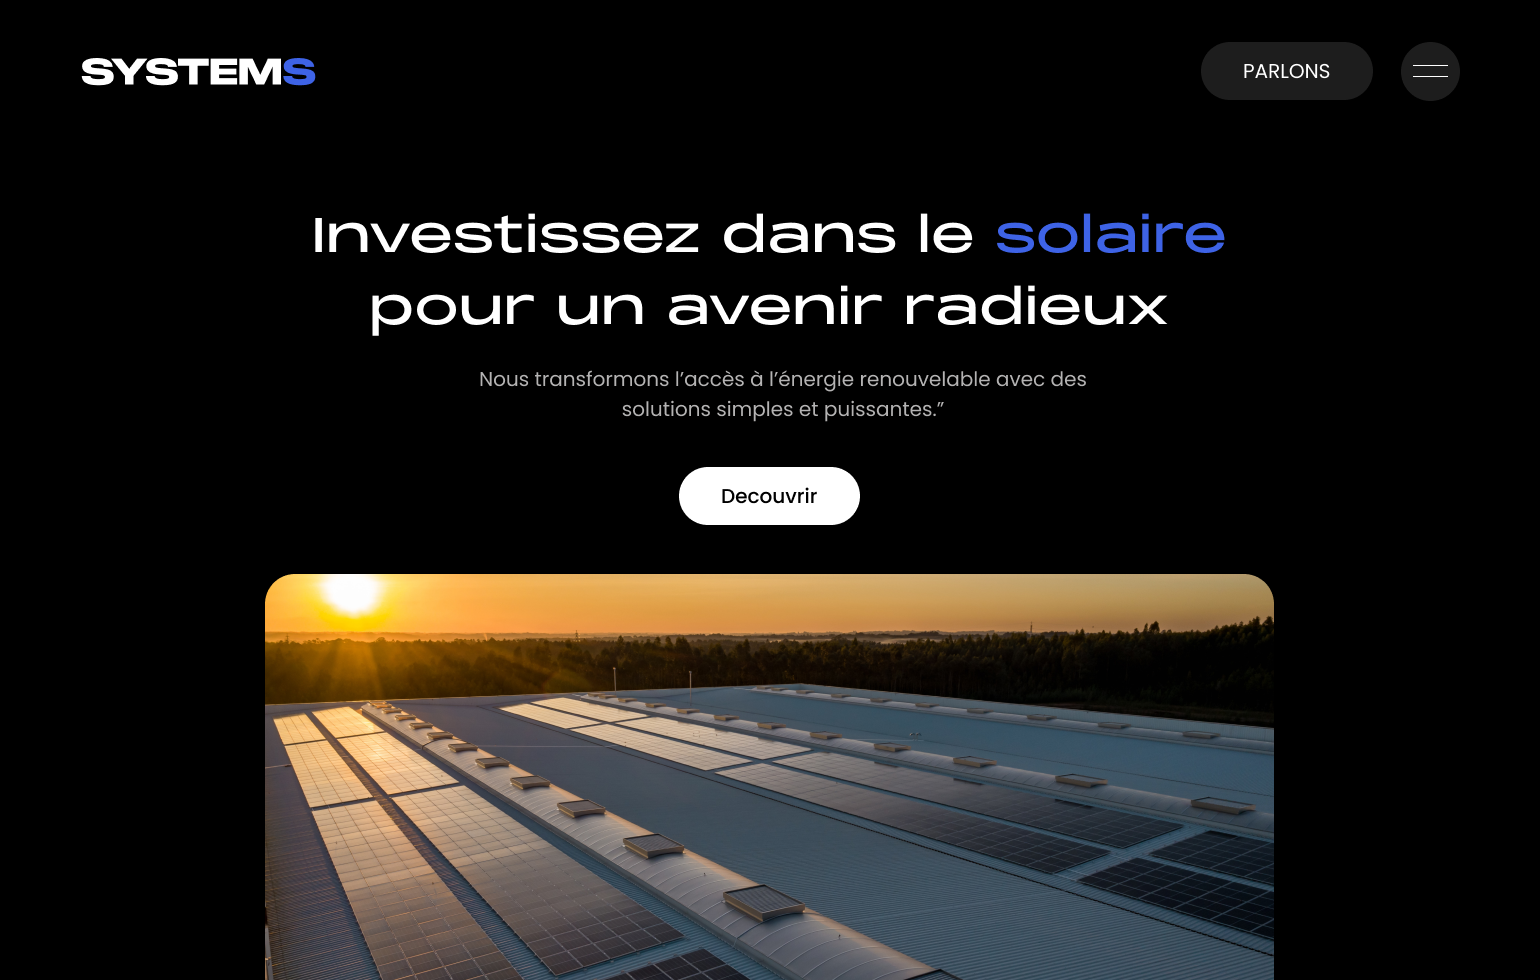 SYSTEMS
PARLONS
Investissez dans le solaire
pour un avenir radieux
Nous transformons l’accès à l’énergie renouvelable avec des
solutions simples et puissantes.”
Decouvrir